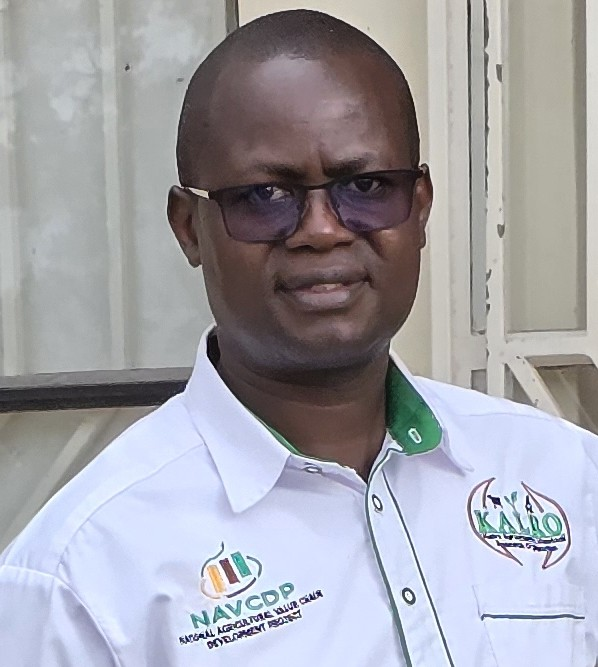 NAVCDP
NATIONAL AGRICULTURAL VALUE CHAIN
DEVELOPMENT PROJECT
KALRO